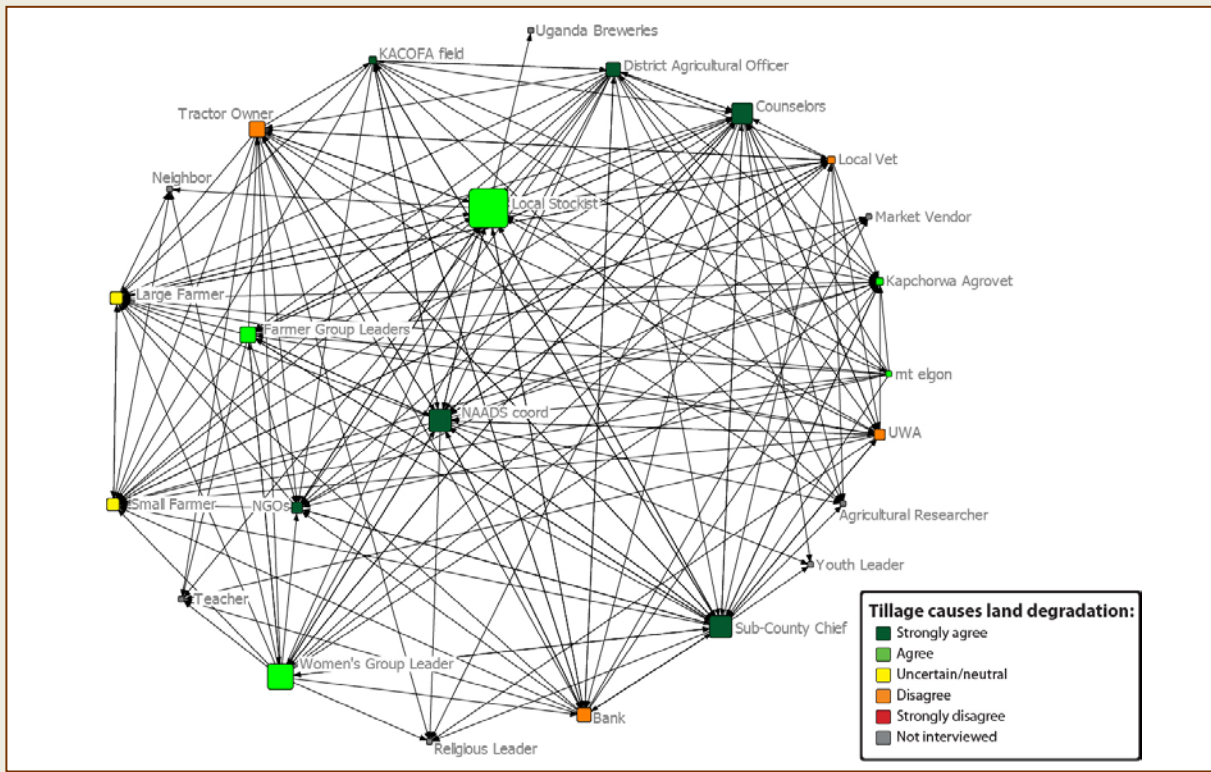 Uganda Breweries
KACOFA field
District Agricultural Officer
Counselors
Tractor Owner
Local Vet
Neighbor
Local Stockist
Market Vendor
Kapchorwa Agrovet
Large Farmer
Farmer Group Leaders
mt elgon
NAADS coord
UWA
Small Farmer
NGOs
Agricultural Researcher
Youth Leader
Teacher
Sub-County Chief
Women's Group Leader
Bank
Religious Leader
Tillage causes land degradation:
Strongly agree
Agree
Uncertain/neutral
Disagree
Strongly disagree
Not interviewed